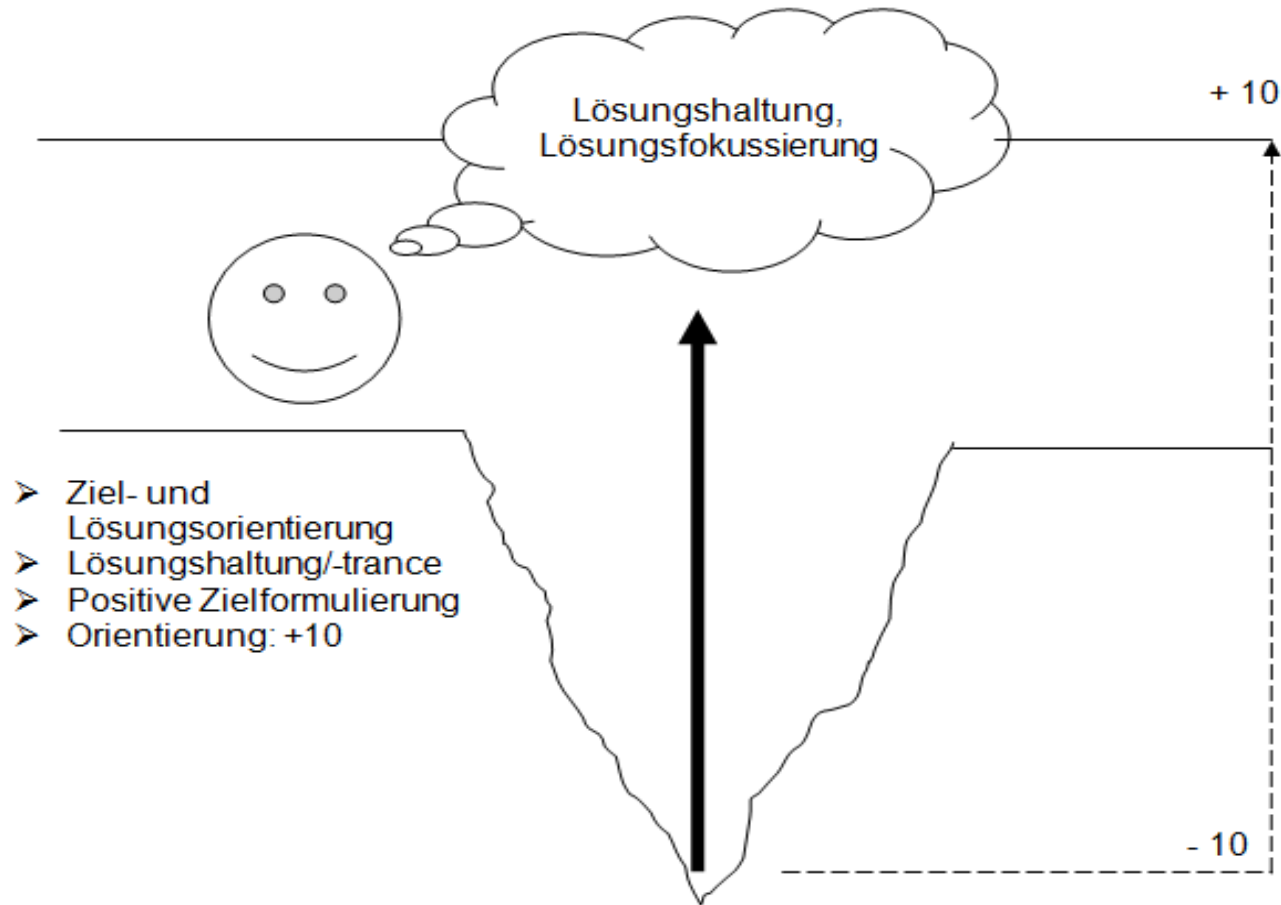 + 10
Lösungshaltung,
Lösungsfokussierung
➢ Ziel- und
Lösungsorientierung
➢ Lösungshaltung/-trance
➢ Positive Zielformulierung
➢ Orientierung: +10
- 10